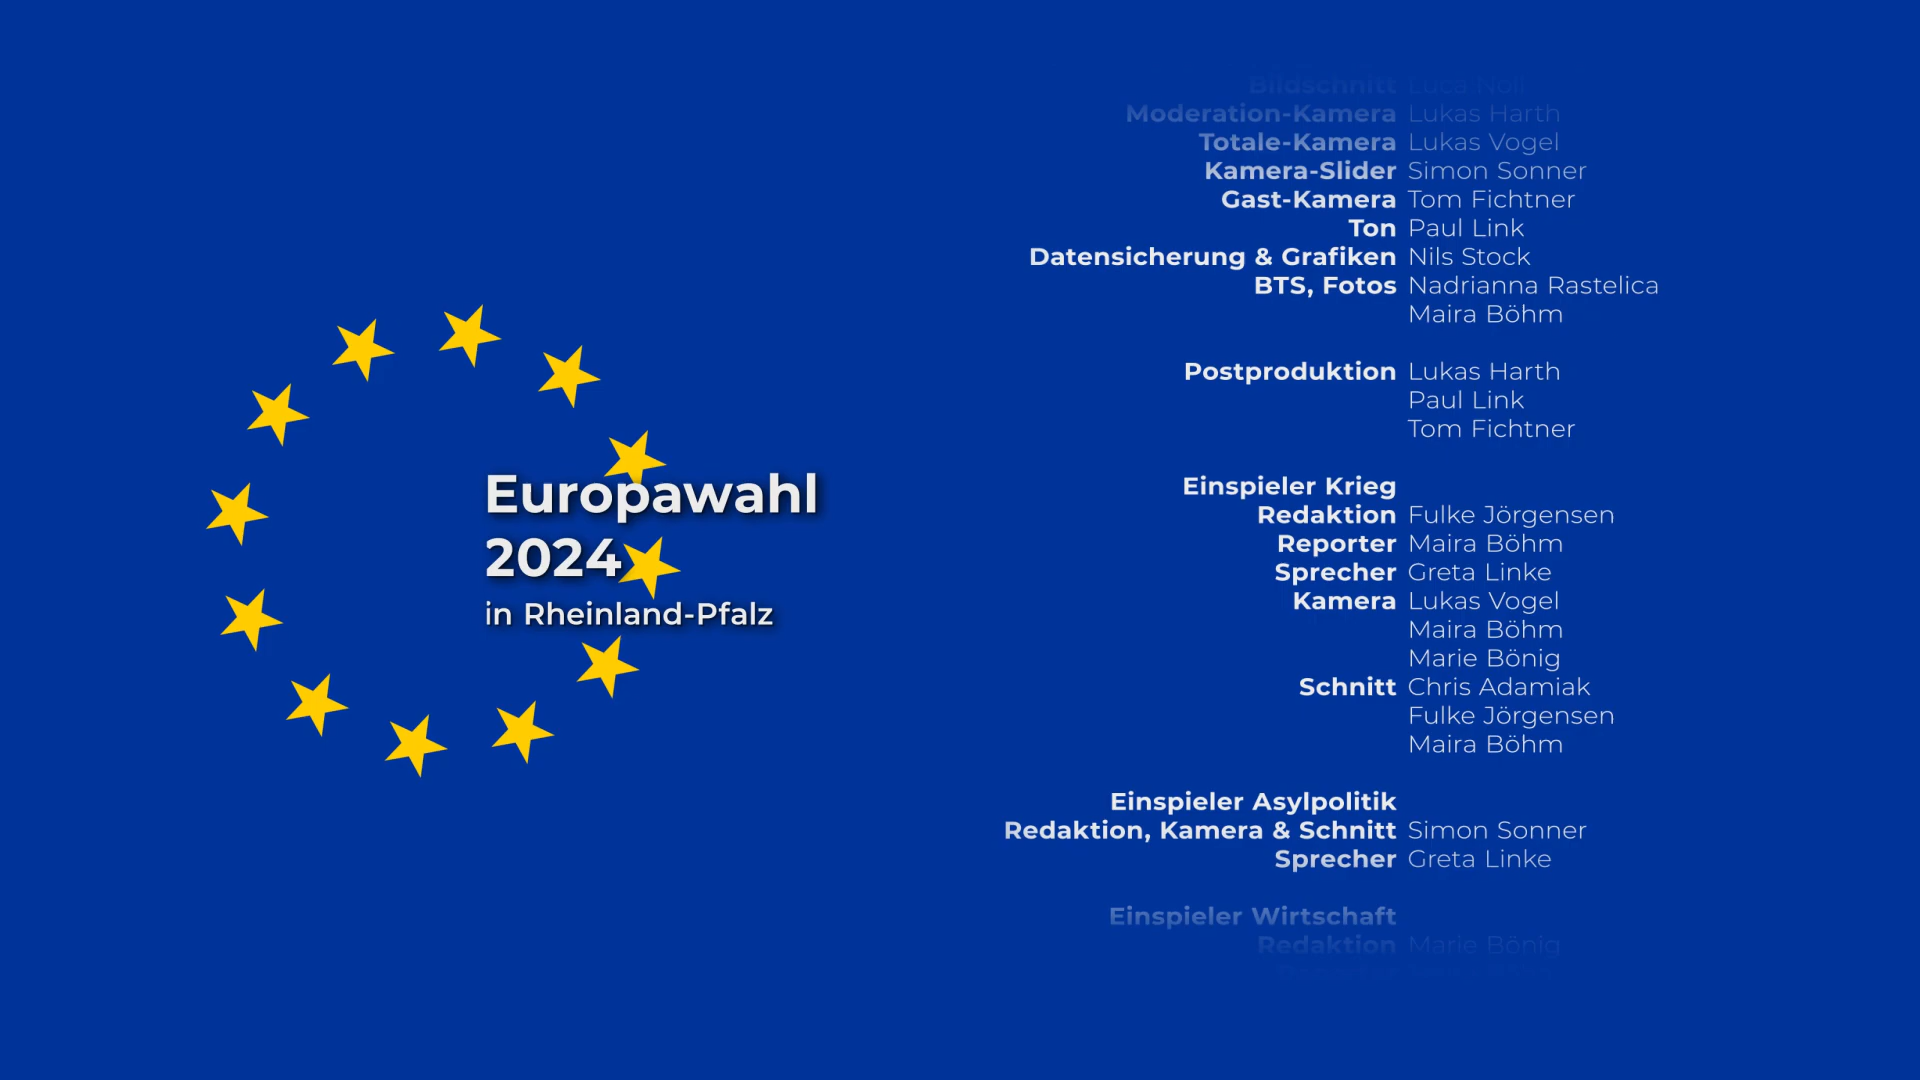 Europawahl
2024
in Rheinland-Pfalz
Bildschnitt Luca Noll
Moderation-Kamera Lukas Harth
Totale-Kamera Lukas Vogel
Kamera-Slider Simon Sonner
Gast-Kamera Tom Fichtner
Ton Paul Link
Datensicherung & Grafiken Nils Stock
BTS, Fotos Nadrianna Rastelica
Maira Böhm
Postproduktion Lukas Harth
Paul Link
Tom Fichtner
Einspieler Krieg
Redaktion Fulke Jörgensen
Reporter Maira Böhm
Sprecher Greta Linke
Kamera Lukas Vogel
Maira Böhm
Marie Bönig
Schnitt Chris Adamiak
Fulke Jörgensen
Maira Böhm
Einspieler Asylpolitik
Redaktion, Kamera & Schnitt Simon Sonner
Sprecher Greta Linke
Einspieler Wirtschaft
Redaktion Marie Bönig